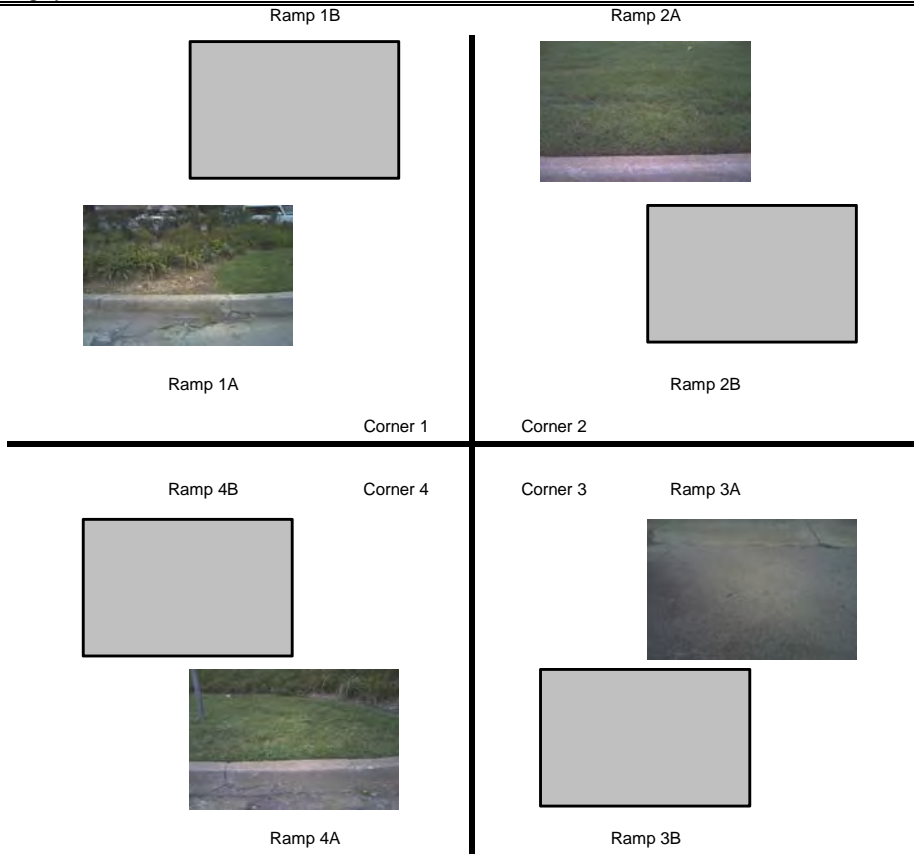 Ramp 1B Ramp 2A
Ramp 1A Ramp 2B
Corner 1 Corner 2
Ramp 4B Corner 4 Corner 3 Ramp 3A
Ramp 4A Ramp 3B